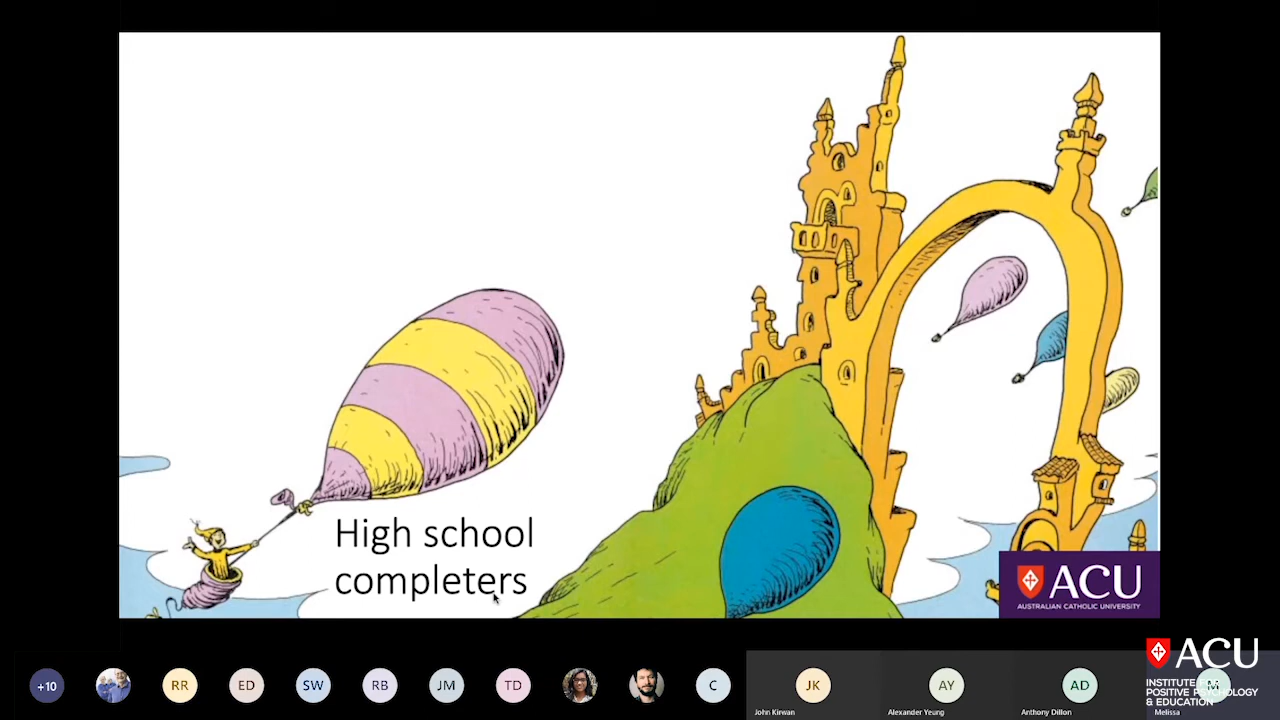 High school
completers
ACU
AUSTRALIAN CATHOLIC UNIVERSITY
+10
RR
ED
SW
RB
JM
TD
C
JK
AY
AD
John Kirwan
Alexander Yeung
Anthony Dillon
Melissa
ACU
INSTITUTE FOR
POSITIVE PSYCHOLOGY
& EDUCATION